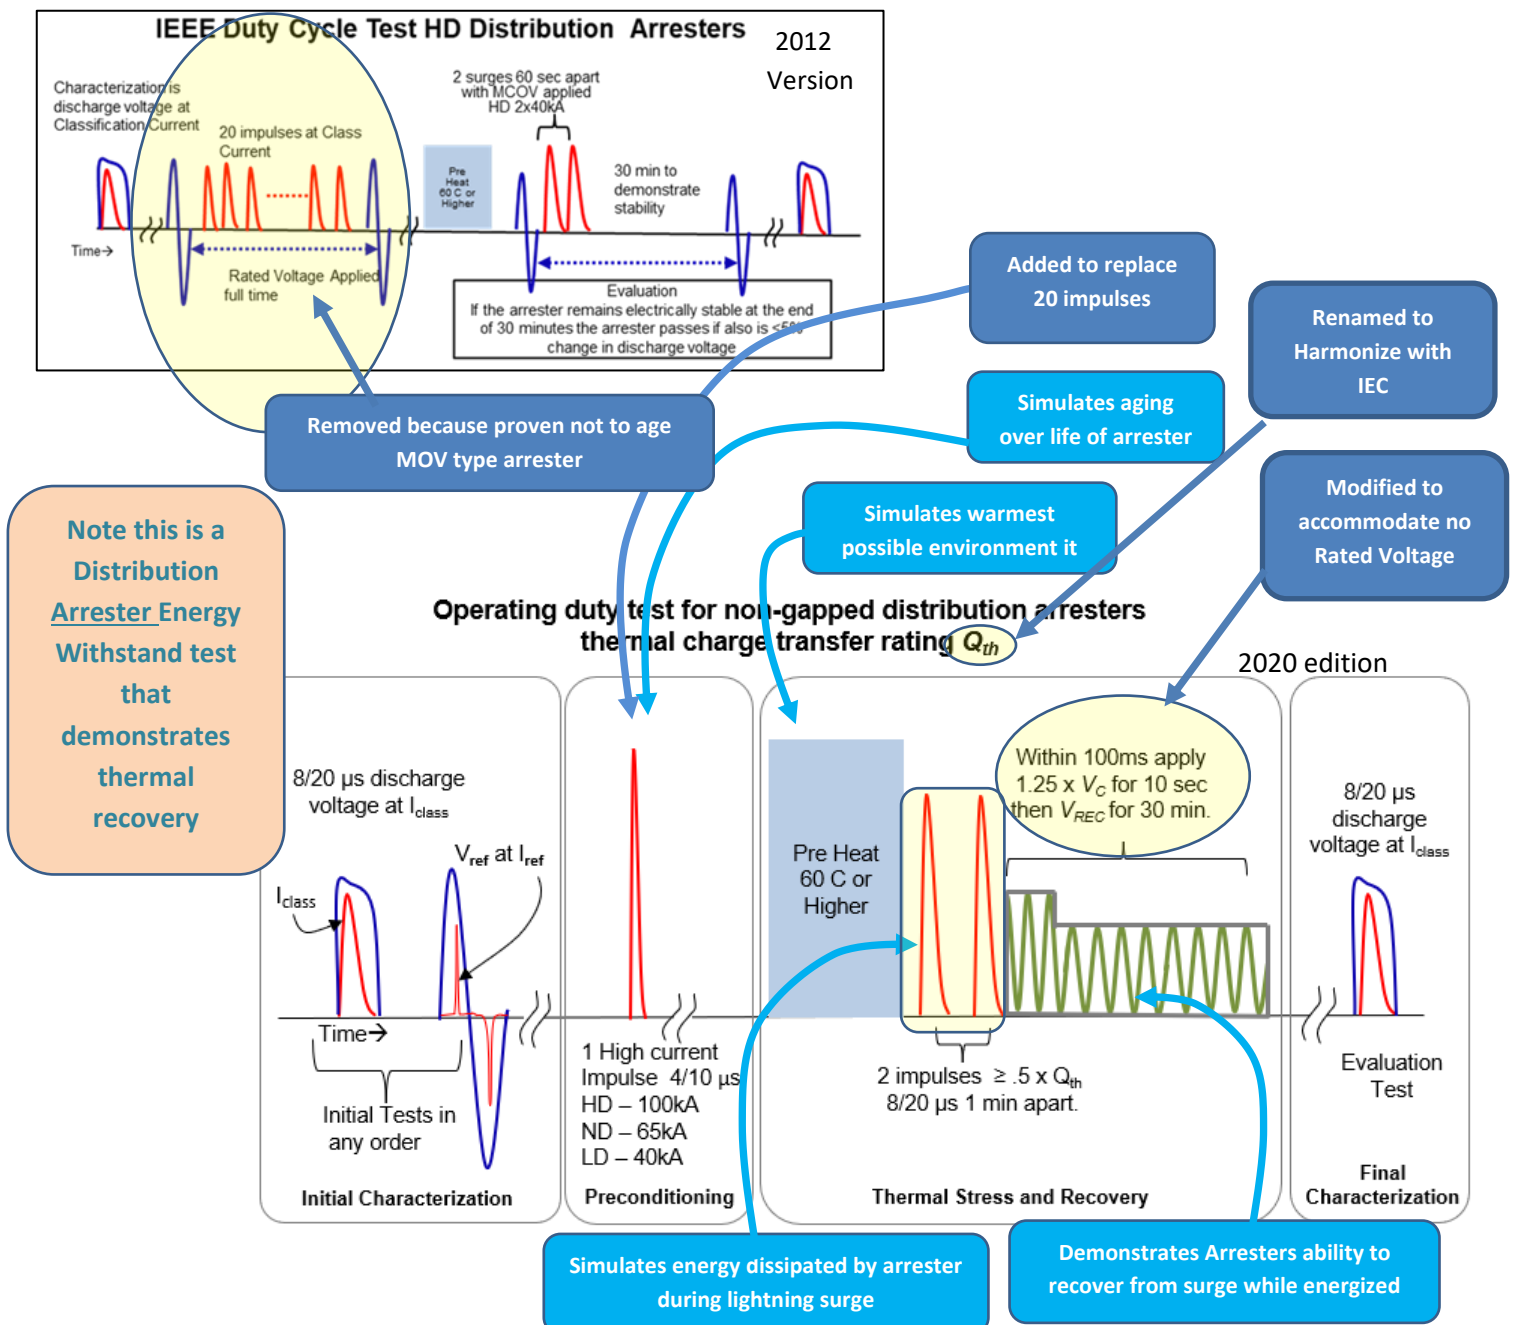 IEEE Duty Cycle Test HD Distribution Arresters
2012
Version
Characterization is
discharge voltage at
Classification Current
20 impulses at Class
Current
2 surges 60 sec apart
with MCOV applied
HD 2x40kA
Pre
Heat
60 C or
Higher
30 min to
demonstrate
stability
Time→
Rated Voltage Applied
full time
Evaluation
If the arrester remains electrically stable at the end
of 30 minutes the arrester passes if also is <5%
change in discharge voltage
Added to replace
20 impulses
Renamed to
Harmonize with
IEC
Simulates aging
over life of arrester
Removed because proven not to age
MOV type arrester
Simulates warmest
possible environment it
Modified to
accommodate no
Rated Voltage
Note this is a
Distribution
Arrester Energy
Withstand test
that
demonstrates
thermal
recovery
Operating duty test for non-gapped distribution arresters
thermal charge transfer rating Qth
2020 edition
8/20 µs discharge
voltage at Iclass
Vref at Iref
Iclass
Time→
Initial Tests in
any order
Initial Characterization
1 High current
Impulse 4/10 µs
HD – 100kA
ND – 65kA
LD – 40kA
Preconditioning
Pre Heat
60 C or
Higher
Within 100ms apply
1.25 x VC for 10 sec
then VREC for 30 min.
2 impulses ≥ .5 x Qth
8/20 µs 1 min apart.
Thermal Stress and Recovery
8/20 µs
discharge
voltage at Iclass
Evaluation
Test
Final
Characterization
Simulates energy dissipated by arrester
during lightning surge
Demonstrates Arresters ability to
recover from surge while energized